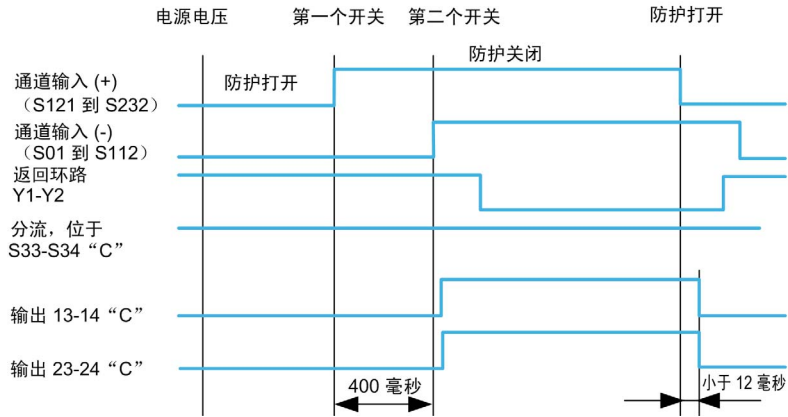 电源电压
第一个开关
第二个开关
防护打开
防护关闭
通道输入 (+)
（S121 到 S232）
防护打开
通道输入 (-)
（S01 到 S112）
返回环路
Y1-Y2
分流，位于
S33-S34“C”
输出 13-14“C”
输出 23-24“C”
400 毫秒
小于 12 毫秒